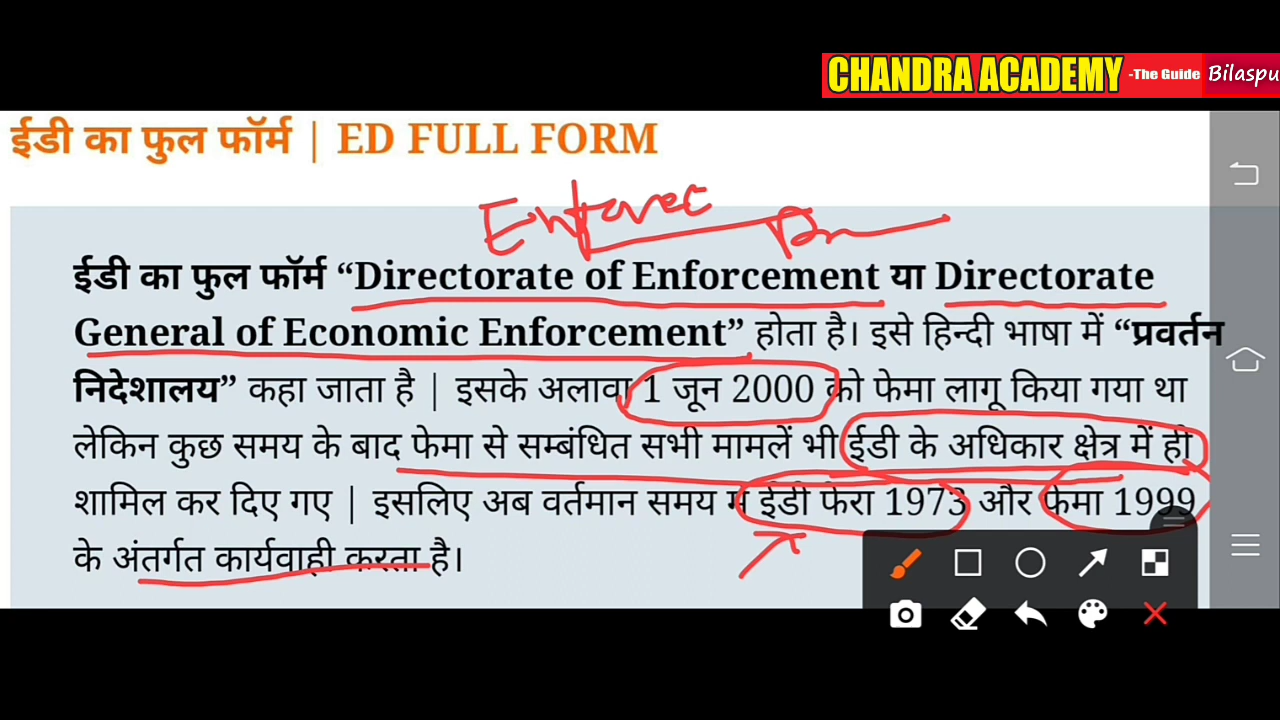 CHANDRA ACADEMY -The Guide Bilaspu
ईडी का फुल फॉर्म | ED FULL FORM
ईडी का फुल फॉर्म “Directorate of Enforcement या Directorate
General of Economic Enforcement” होता है। इसे हिन्दी भाषा में “प्रवर्तन
निदेशालय” कहा जाता है | इसके अलावा 1 जून 2000 को फेमा लागू किया गया था
लेकिन कुछ समय के बाद फेमा से सम्बंधित सभी मामलें भी ईडी के अधिकार क्षेत्र में ही
शामिल कर दिए गए | इसलिए अब वर्तमान समय में ईडी फेरा 1973 और फेमा 1999
के अंतर्गत कार्यवाही करता है।